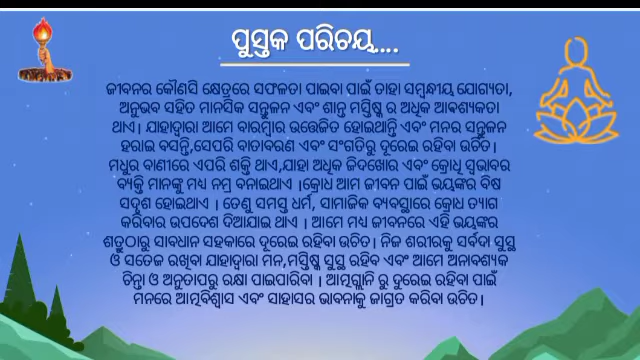 ପୁସ୍ତକ ପରିଚୟ....
ଜୀବନର କୌଣସି କ୍ଷେତ୍ରରେ ସଫଳତା ପାଇବା ପାଇଁ ତାହା ସମ୍ବନ୍ଧୀୟ ଯୋଗ୍ୟତା,
ଅନୁଭବ ସହିତ ମାନସିକ ସନ୍ତୁଳନ ଏବଂ ଶାନ୍ତ ମସ୍ତିଷ୍କ ର ଅଧିକ ଆବଶ୍ୟକତା
ଥାଏ। ଯାହାଦ୍ୱାରା ଆମେ ବାରମ୍ବାର ଉତ୍ତେଜିତ ହୋଇଥାନ୍ତି ଏବଂ ମନର ସନ୍ତୁଳନ
ହରାଇ ବସନ୍ତି,ସେପରି ବାତାବରଣ ଏବଂ ସଂଗତିରୁ ଦୂରେଇ ରହିବା ଉଚିତ।
ମଧୁର ବାଣୀରେ ଏପରି ଶକ୍ତି ଥାଏ,ଯାହା ଅଧିକ ଜିଦଖୋର ଏବଂ କ୍ରୋଧି ସ୍ୱଭାବର
ବ୍ୟକ୍ତି ମାନଙ୍କୁ ମଧ୍ୟ ନମ୍ର ବନାଇଥାଏ ।କ୍ରୋଧ ଆମ ଜୀବନ ପାଇଁ ଭୟଙ୍କର ବିଷ
ସଦୃଶ ହୋଇଥାଏ । ତେଣୁ ସମସ୍ତ ଧର୍ମ, ସାମାଜିକ ବ୍ୟବସ୍ଥାରେ କ୍ରୋଧ ତ୍ୟାଗ
କରିବାର ଉପଦେଶ ଦିଆଯାଇ ଥାଏ । ଆମେ ମଧ୍ୟ ଜୀବନରେ ଏହି ଭୟଙ୍କର
ଶତ୍ରୁଠାରୁ ସାବଧାନ ସହକାରେ ଦୂରେଇ ରହିବା ଉଚିତ। ନିଜ ଶରୀରକୁ ସର୍ବଦା ସୁସ୍ଥ
ଓ ସତେଜ ରଖିବା ଯାହାଦ୍ୱାରା ମନ,ମସ୍ତିଷ୍କ ସୁସ୍ଥ ରହିବ ଏବଂ ଆମେ ଅନାବଶ୍ୟକ
ଚିନ୍ତା ଓ ଅନୁତାପରୁ ରକ୍ଷା ପାଇପାରିବା । ଆତ୍ମଗ୍ଲାନି ରୁ ଦୁରେଇ ରହିବା ପାଇଁ
ମନରେ ଆତ୍ମବିଶ୍ୱାସ ଏବଂ ସାହାସର ଭାବନାକୁ ଜାଗ୍ରତ କରିବା ଉଚିତ।